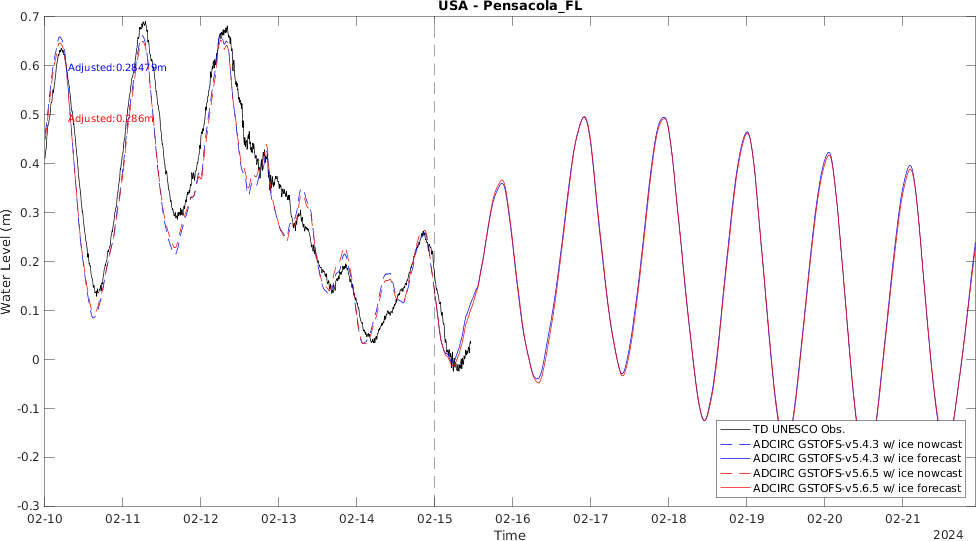 USA - Pensacola_FL
0.7
0.6
0.5
0.4
0.3
0.2
0.1
0
-0.1
-0.2
-0.3
Water Level (m)
Adjusted:0.28479m
Adjusted:0.286m
TD UNESCO Obs.
ADCIRC GSTOFS-v5.4.3 w/ ice nowcast
ADCIRC GSTOFS-v5.4.3 w/ ice forecast
ADCIRC GSTOFS-v5.6.5 w/ ice nowcast
ADCIRC GSTOFS-v5.6.5 w/ ice forecast
02-10 02-11 02-12 02-13 02-14 02-15 02-16 02-17 02-18 02-19 02-20 02-21
Time
2024